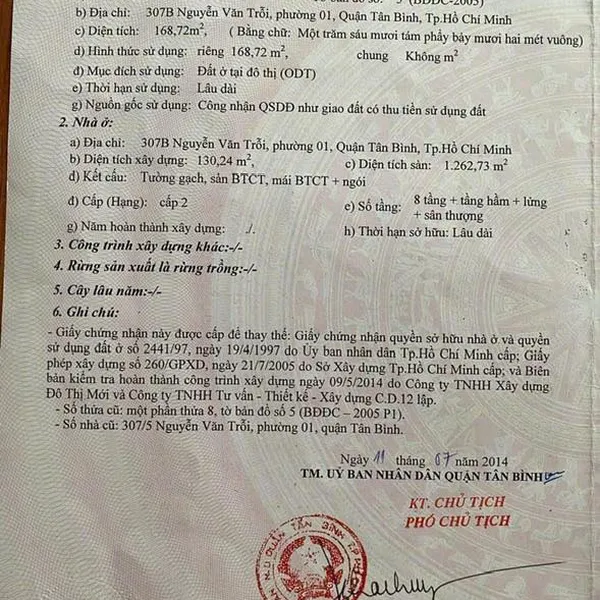 5 (BĐDC-2005)
b) Địa chỉ: 307B Nguyễn Văn Trỗi, phường 01, Quận Tân Bình, Tp.Hồ Chí Minh
c) Diện tích: 168,72m², ( Bằng chữ: Một trăm sáu mươi tám phẩy bảy mươi hai mét vuông)
d) Hình thức sử dụng: riêng 168,72 m², chung Không m²
đ) Mục đích sử dụng: Đất ở tại đô thị (ODT)
e) Thời hạn sử dụng: Lâu dài
g) Nguồn gốc sử dụng: Công nhận QSDĐ như giao đất có thu tiền sử dụng đất
2. Nhà ở:
a) Địa chỉ: 307B Nguyễn Văn Trỗi, phường 01, Quận Tân Bình, Tp.Hồ Chí Minh
b) Diện tích xây dựng: 130,24 m², c) Diện tích sàn: 1.262,73 m²
d) Kết cấu: Tường gạch, sàn BTCT, mái BTCT + ngói
đ) Cấp (Hạng): cấp 2 e) Số tầng: 8 tầng + tầng hầm + lửng + sân thượng
g) Năm hoàn thành xây dựng: ./. h) Thời hạn sở hữu: Lâu dài
3. Công trình xây dựng khác:-/-
4. Rừng sản xuất là rừng trồng:-/-
5. Cây lâu năm:-/-
6. Ghi chú:
- Giấy chứng nhận này được cấp để thay thế: Giấy chứng nhận quyền sở hữu nhà ở và quyền
sử dụng đất ở số 2441/97, ngày 19/4/1997 do Ủy ban nhân dân Tp.Hồ Chí Minh cấp; Giấy
phép xây dựng số 260/GPXD, ngày 21/7/2005 do Sở Xây dựng Tp.Hồ Chí Minh cấp; và Biên
bản kiểm tra hoàn thành công trình xây dựng ngày 09/5/2014 do Công ty TNHH Xây dựng
Đô Thị Mới và Công ty TNHH Tư vấn - Thiết kế - Xây dựng C.D.12 lập.
- Số thửa cũ: một phần thửa 8, tờ bản đồ số 5 (BĐDC – 2005 P1).
- Số nhà cũ: 307/5 Nguyễn Văn Trỗi, phường 01, quận Tân Bình.
Ngày 11 tháng 07 năm 2014
TM. UỶ BAN NHÂN DÂN QUẬN TÂN BÌNH
KT. CHỦ TỊCH
PHÓ CHỦ TỊCH
N.D QUẬN TÂN BÌNH T.P